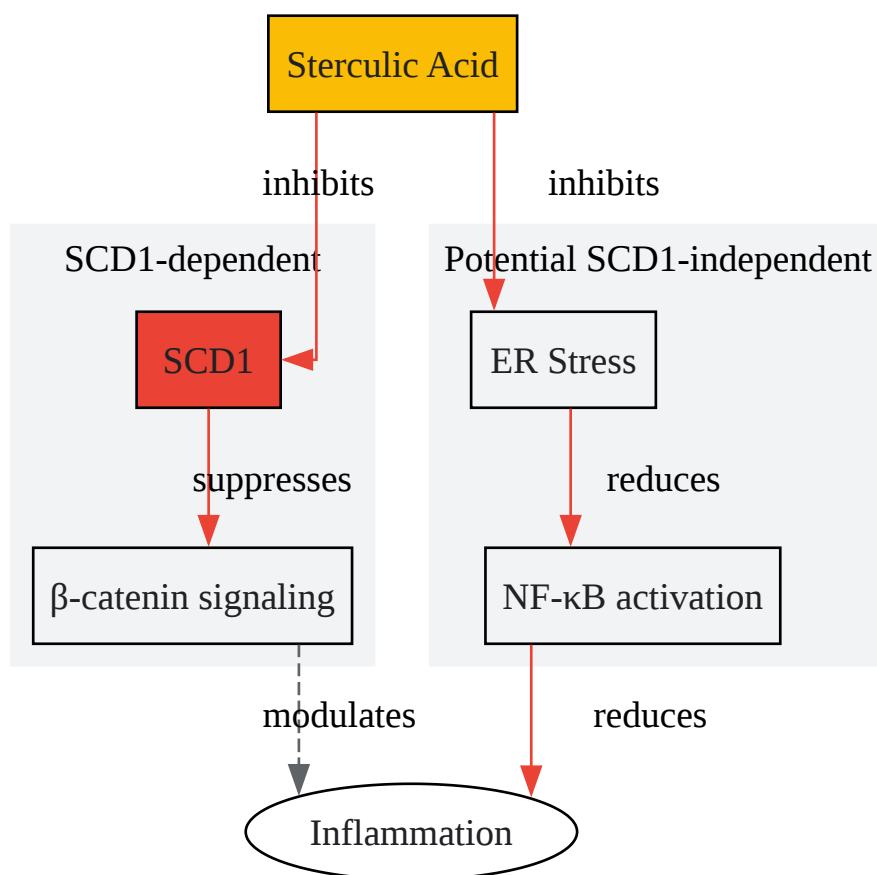 Sterculic Acid
inhibits
inhibits
SCD1-dependent
Potential SCD1-independent
SCD1
ER Stress
suppresses
reduces
β-catenin signaling
NF-κB activation
modulates
reduces
Inflammation